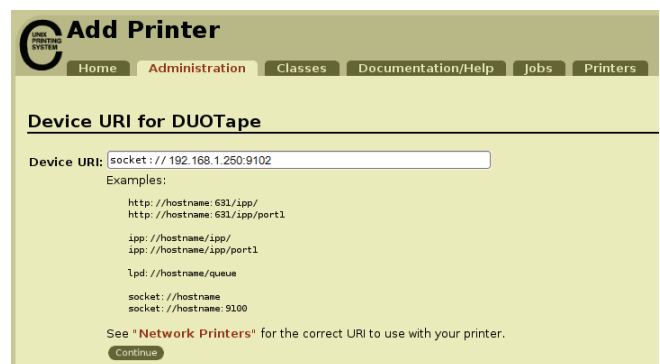 UNIX
PRINTING
SYSTEM
Add Printer
Home Administration Classes Documentation/Help Jobs Printers
Device URI for DUOTape
Device URI: socket://192.168.1.250:9102
Examples:
http://hostname:631/ipp/
http://hostname:631/ipp/port1
ipp://hostname/ipp/
ipp://hostname/ipp/port1
lpd://hostname/queue
socket://hostname
socket://hostname:9100
See "Network Printers" for the correct URI to use with your printer.
Continue